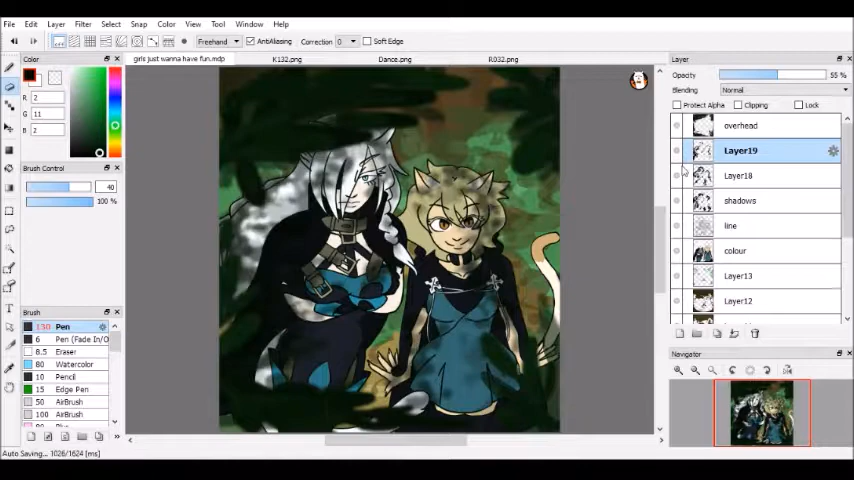 File Edit Layer Filter Select Snap Color View Tool Window Help
OFF Freehand AntiAliasing Correction 0 Soft Edge
Color
R 2
G 11
B 2
Brush Control
40
100 %
Brush
130 Pen
6 Pen (Fade In/O
8.5 Eraser
80 Watercolor
10 Pencil
15 Edge Pen
50 AirBrush
100 AirBrush
girls just wanna have fun.mdp K132.png Dance.png R032.png
Layer
Opacity 55 %
Blending Normal
Protect Alpha Clipping Lock
overhead
Layer19
Layer18
shadows
line
colour
Layer13
Layer12
Navigator
Auto Saving... 1026/1624 [ms]